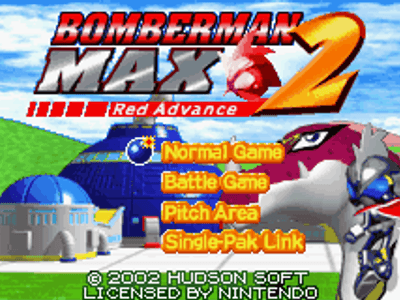 BOMBERMAN
MAX 2
Red Advance
Normal Game
Battle Game
Pitch Area
Single-Pak Link
© 2002 HUDSON SOFT
LICENSED BY NINTENDO